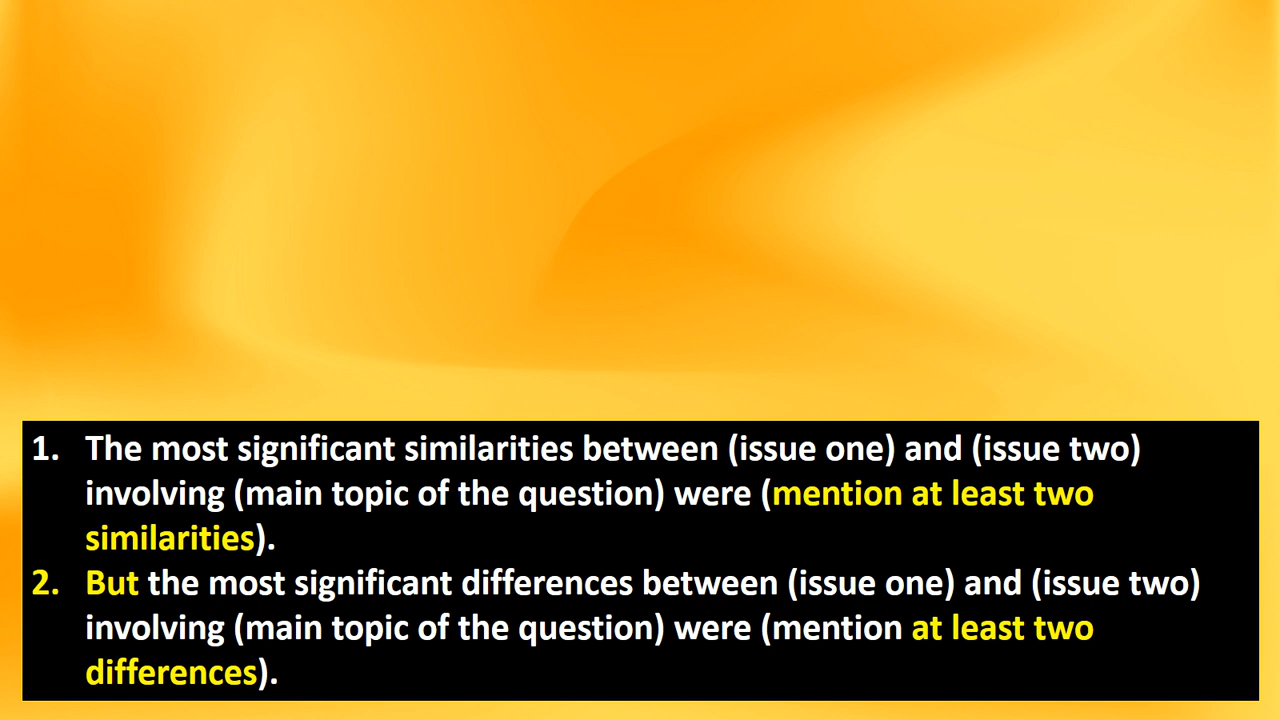 1. The most significant similarities between (issue one) and (issue two)
involving (main topic of the question) were (mention at least two
similarities).
2. But the most significant differences between (issue one) and (issue two)
involving (main topic of the question) were (mention at least two
differences).